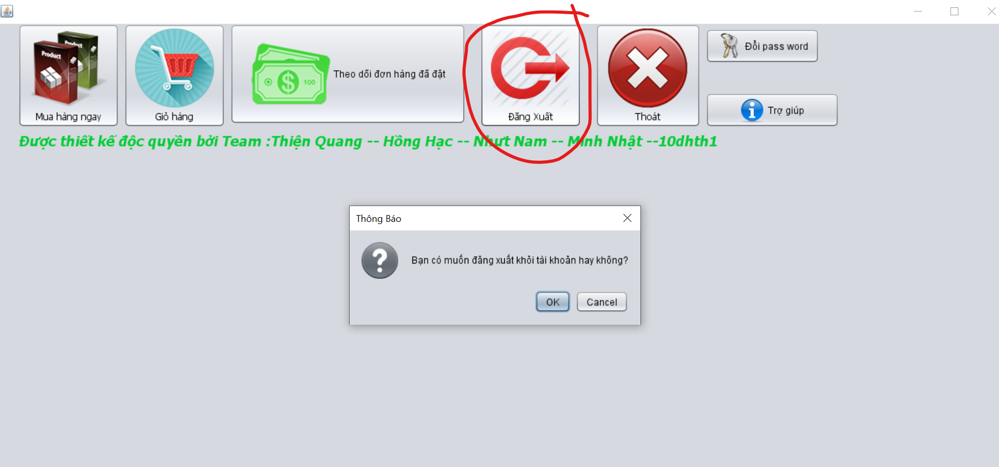 Product
Product
Mua hàng ngay
Giỏ hàng
100
Theo dõi đơn hàng đã đặt
Đăng Xuất
Thoát
Đổi pass word
Trợ giúp
Được thiết kế độc quyền bởi Team :Thiện Quang -- Hồng Hạc -- Nhựt Nam -- Minh Nhật --10dhth1
Thông Báo
Bạn có muốn đăng xuất khỏi tài khoản hay không?
OK
Cancel